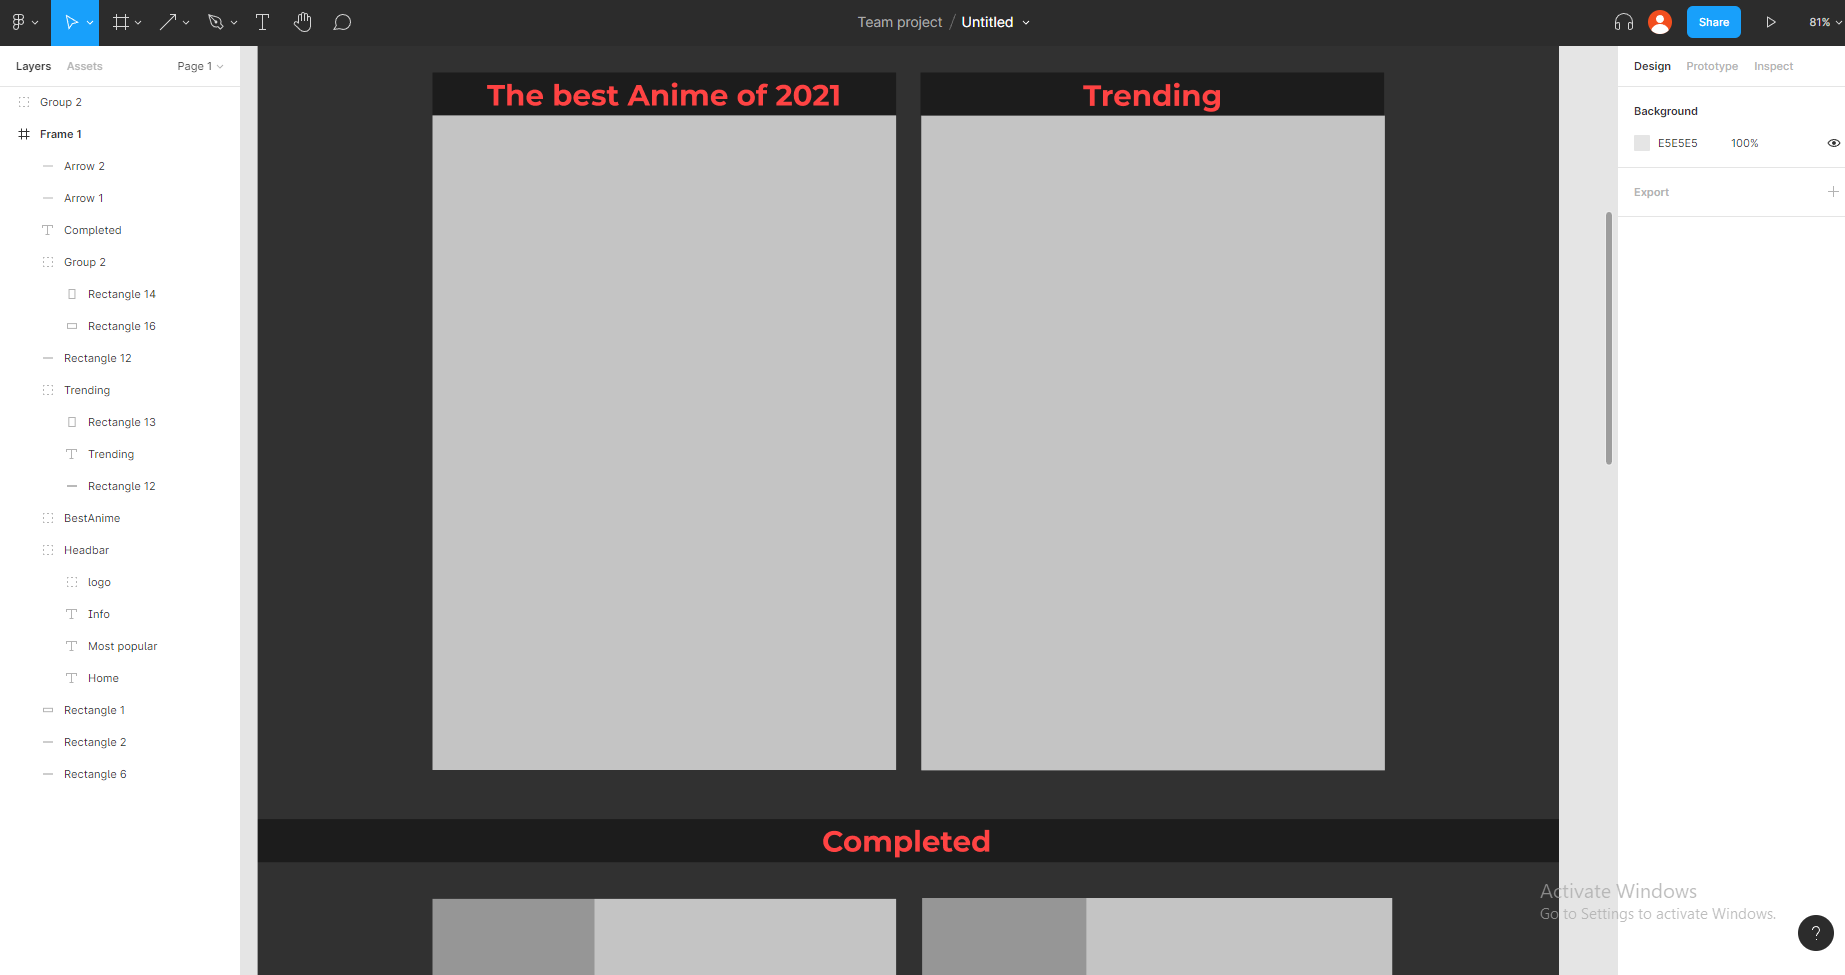 Team project / Untitled
Share
81%
Layers
Assets
Page 1
Group 2
Frame 1
Arrow 2
Arrow 1
Completed
Group 2
Rectangle 14
Rectangle 16
Rectangle 12
Trending
Rectangle 13
Trending
Rectangle 12
BestAnime
Headbar
logo
Info
Most popular
Home
Rectangle 1
Rectangle 2
Rectangle 6
The best Anime of 2021
Trending
Completed
Design
Prototype
Inspect
Background
E5E5E5
100%
Export
Activate Windows
Go to Settings to activate Windows.
?